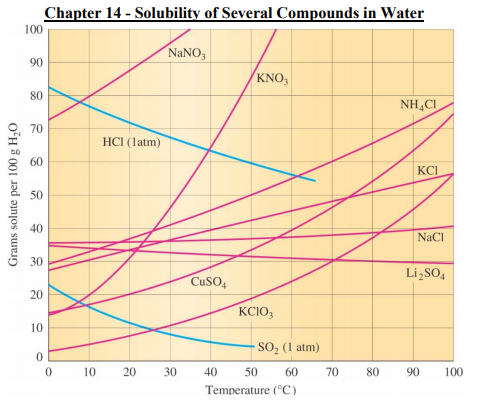 Chapter 14 - Solubility of Several Compounds in Water
100
90
80
70
60
50
40
30
20
10
0
Grams solute per 100 g H₂O
NaNO₃
KNO₃
NH₄Cl
HCl (1atm)
KCl
NaCl
Li₂SO₄
CuSO₄
KClO₃
SO₂ (1 atm)
0 10 20 30 40 50 60 70 80 90 100
Temperature (°C)